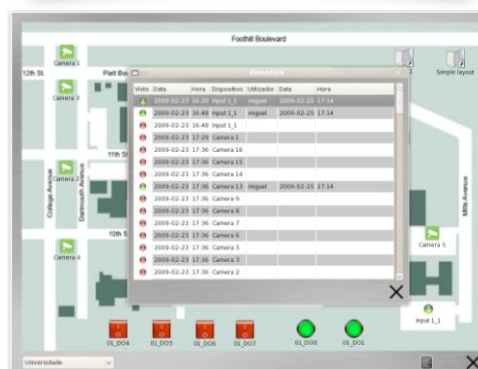 Foothill Boulevard
Camera 1
12th St.
Platt Bo
Simple layout
Camera 3
Visto Data Hora Dispositivo Utilizador Data Hora
2009-02-23 16:20 Input 1_1 miguel 2009-02-25 17:14
2009-02-23 16:48 Input 1_1 miguel 2009-02-25 17:14
2009-02-23 16:48 Input 1_1
2009-02-23 17:29 Camera 1
2009-02-23 17:36 Camera 16
2009-02-23 17:36 Camera 15
2009-02-23 17:36 Camera 14
2009-02-23 17:36 Camera 13 miguel 2009-02-25 17:14
2009-02-23 17:36 Camera 9
2009-02-23 17:36 Camera 8
2009-02-23 17:36 Camera 7
2009-02-23 17:36 Camera 6
2009-02-23 17:36 Camera 5
2009-02-23 17:36 Camera 3
2009-02-23 17:36 Camera 2
11th St
Camera 2
College Avenue
Dartmouth Avenue
Mills Avenue
10th S
Camera 4
Camera 5
Input 1_1
01_DO4 01_DO5 01_DO6 01_DO7 01_DO0 01_DO1
Universidade